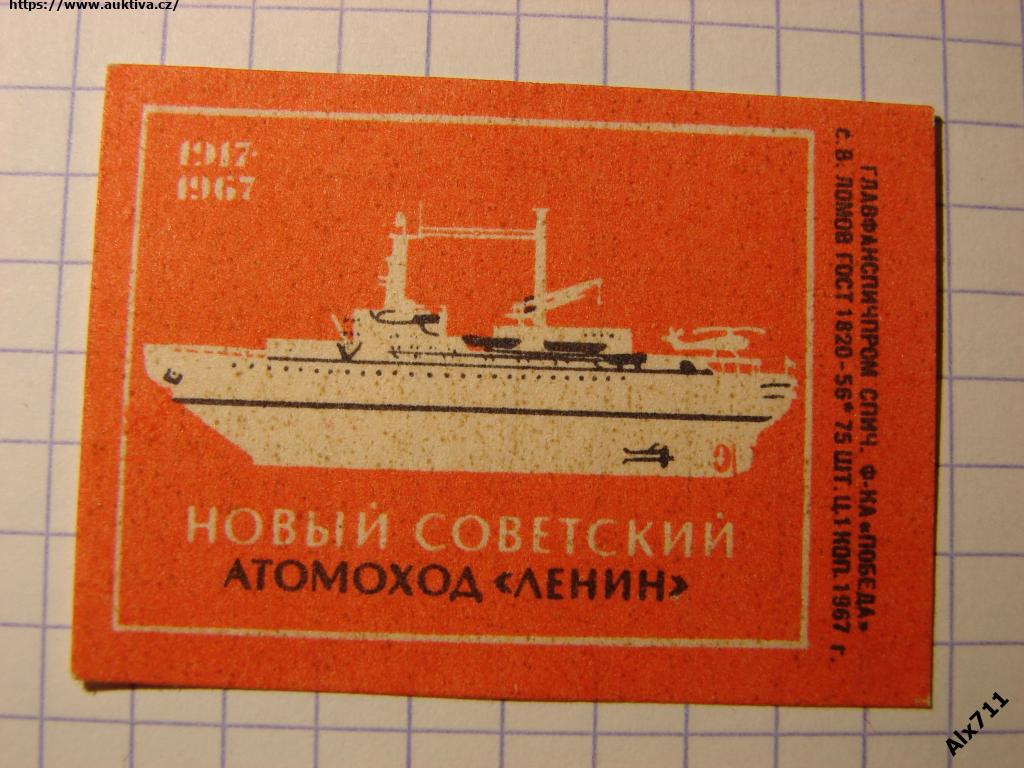 https://www.auktiva.cz/
1917-
1967
НОВЫЙ СОВЕТСКИЙ
АТОМОХОД «ЛЕНИН»
ГЛАВФАНСПИЧПРОМ СПИЧ. Ф-КА «ПОБЕДА»
с. В. ЛОМОВ ГОСТ 1820-56* 75 ШТ. Ц. 1 КОП. 1967 г.
Alx711